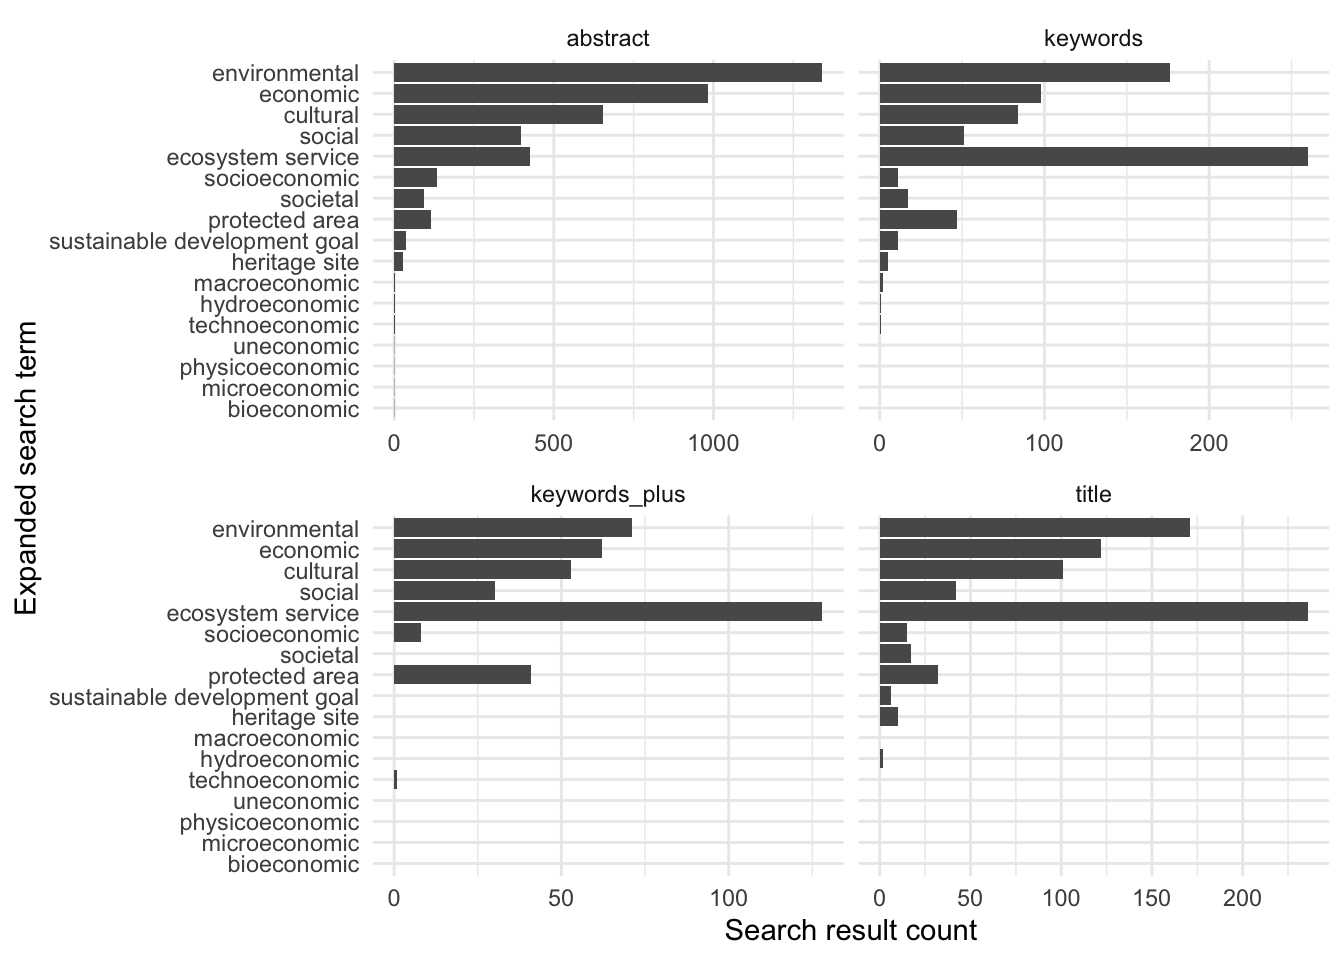 abstract
keywords
environmental
economic
cultural
social
ecosystem service
socioeconomic
societal
protected area
sustainable development goal
heritage site
macroeconomic
hydroeconomic
technoeconomic
uneconomic
physicoeconomic
microeconomic
bioeconomic
0 500 1000
0 100 200
keywords_plus
title
environmental
economic
cultural
social
ecosystem service
socioeconomic
societal
protected area
sustainable development goal
heritage site
macroeconomic
hydroeconomic
technoeconomic
uneconomic
physicoeconomic
microeconomic
bioeconomic
0 50 100
0 50 100 150 200
Search result count
Expanded search term